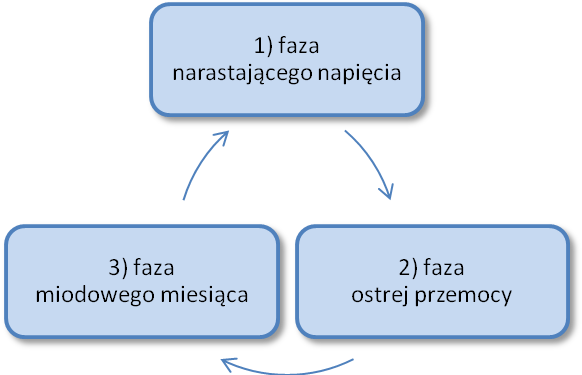 1) faza
narastającego napięcia
3) faza
miodowego miesiąca
2) faza
ostrej przemocy